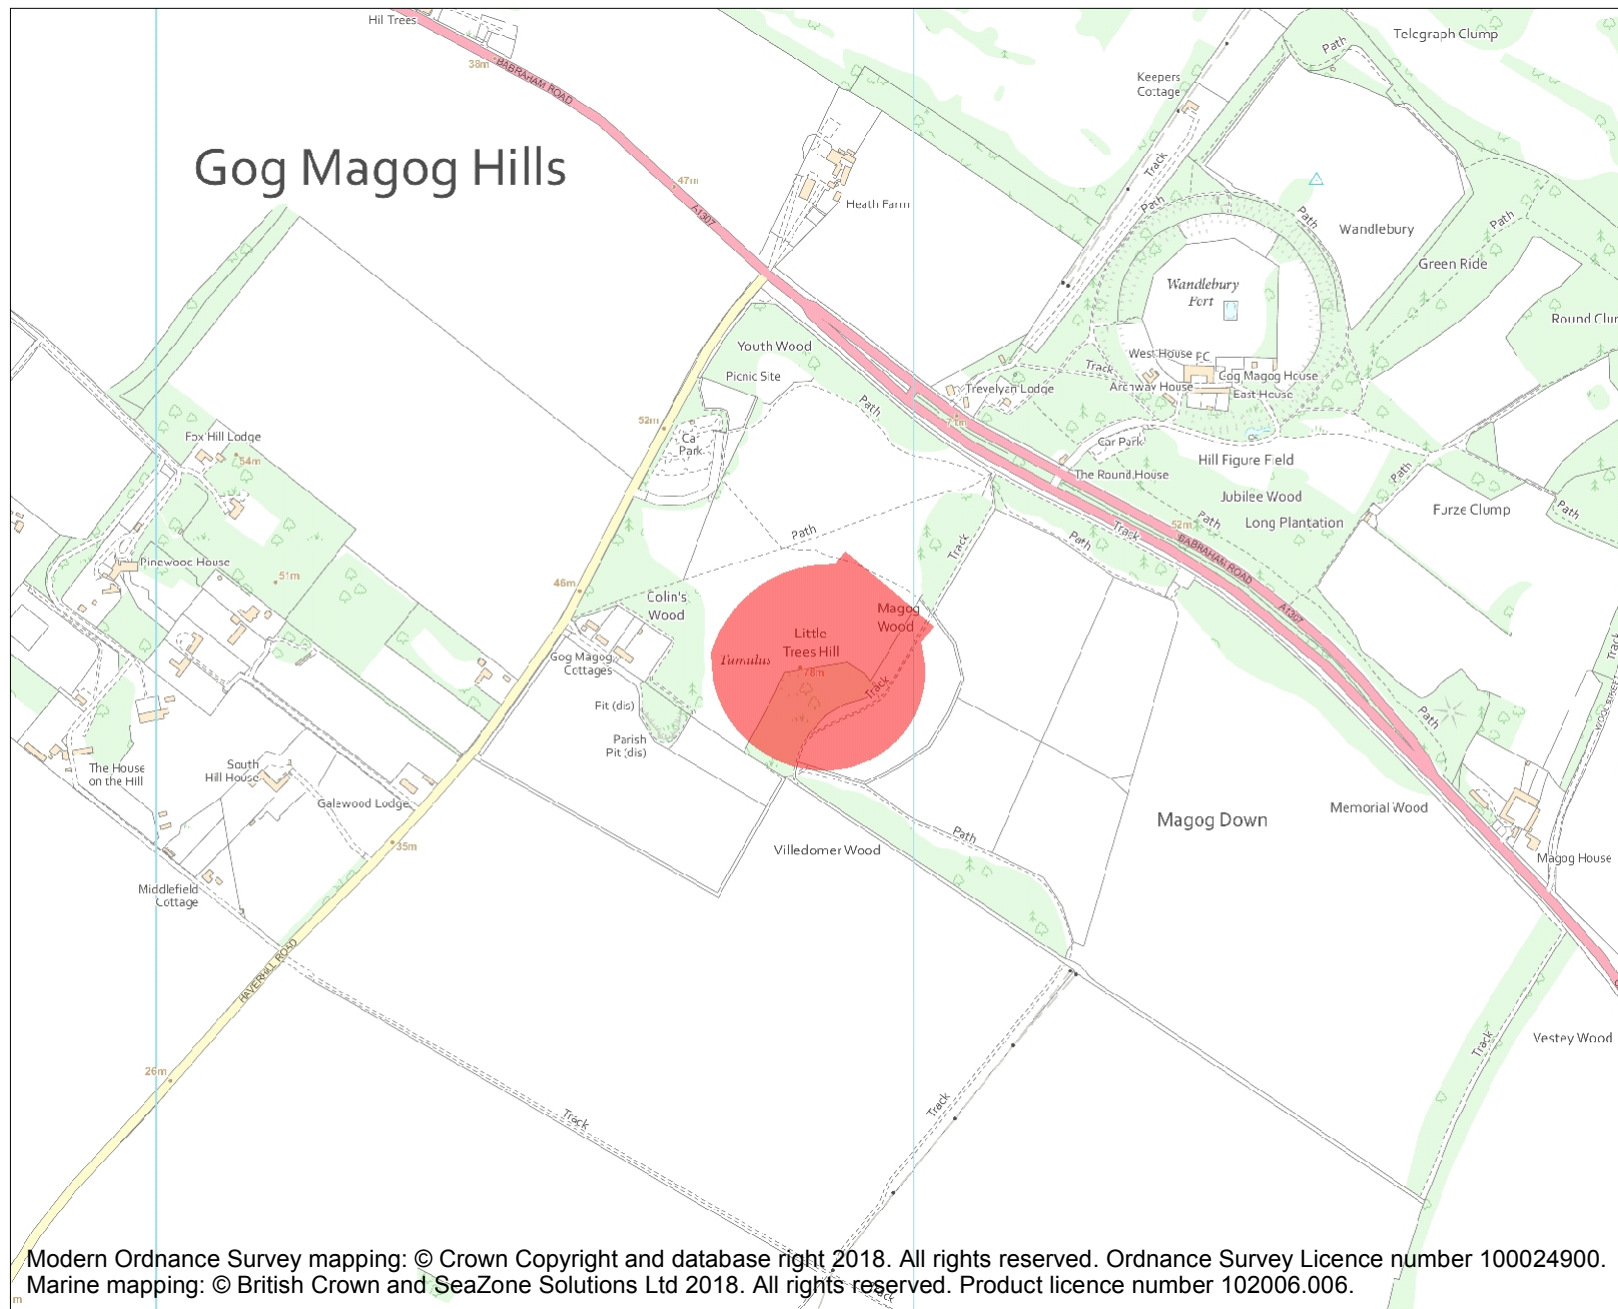 Hill Trees
Telegraph Clump
Path
38m
BABRAHAM ROAD
Keepers
Cottage
Gog Magog Hills
Track
47m
A1307
Heath Farm
Path
Path
Path
Wandlebury
Green Ride
Wandlebury
Fort
Round Clum
Youth Wood
West House
PC
Picnic Site
Track
Gog Magog House
Archway House
East House
Trevelyan Lodge
Path
52m
Fox Hill Lodge
Car
Park
Car Park
Hill Figure Field
54m
The Round House
Path
Jubilee Wood
Furze Clump
Path
Long Plantation
Path
52m
Path
Track
Path
Track
BABRAHAM ROAD
Pinewood House
51m
46m
Colin's
Wood
Magog
Wood
A1307
Little
Trees Hill
Tumulus
78m
Gog Magog
Cottages
Track
Track
WOOL STREET
Pit (dis)
Path
Parish
Pit (dis)
The House
on the Hill
South
Hill House
Galewood Lodge
Memorial Wood
Magog Down
Path
35m
Villedomer Wood
Magog House
Middlefield
Cottage
HAVERHILL ROAD
Vestey Wood
Track
26m
Track
Track
Modern Ordnance Survey mapping: © Crown Copyright and database right 2018. All rights reserved. Ordnance Survey Licence number 100024900.
Marine mapping: © British Crown and SeaZone Solutions Ltd 2018. All rights reserved. Product licence number 102006.006.
Track
m